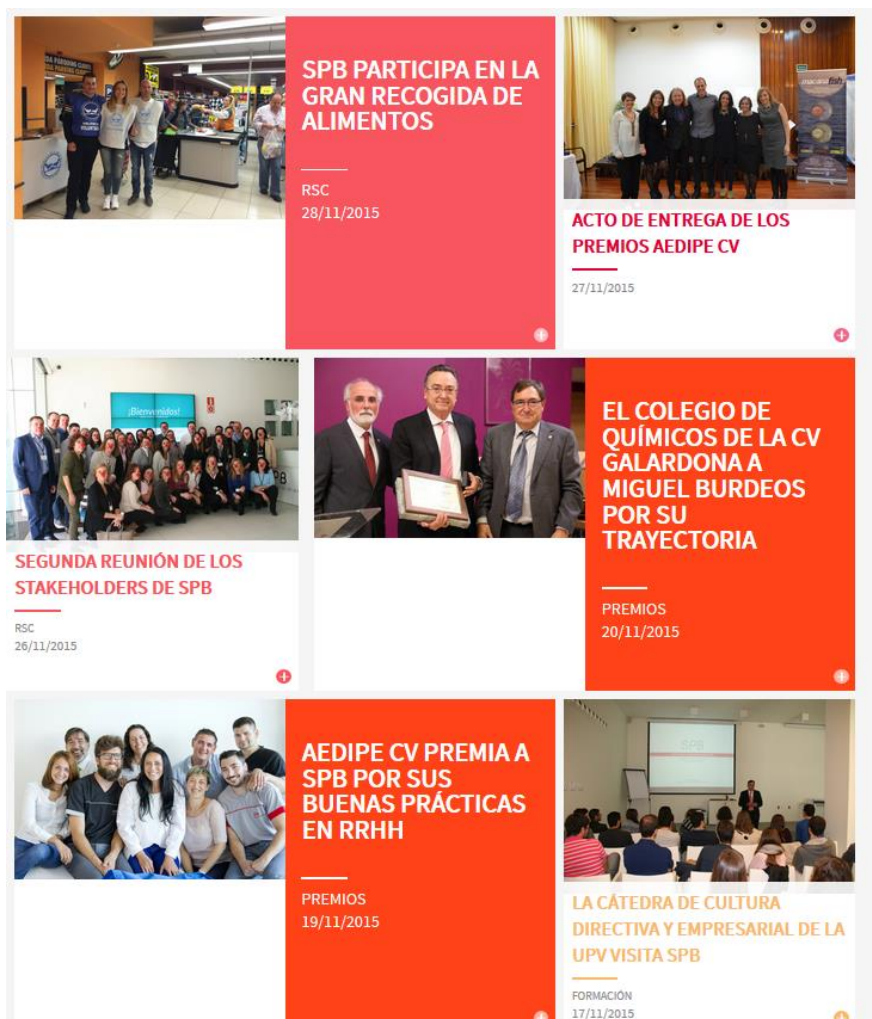 SPB PARTICIPA EN LA
GRAN RECOGIDA DE
ALIMENTOS
RSC
28/11/2015
macasa fish
ACTO DE ENTREGA DE LOS
PREMIOS AEDIPE CV
27/11/2015
¡Bienvenidos!
SEGUNDA REUNIÓN DE LOS
STAKEHOLDERS DE SPB
RSC
26/11/2015
EL COLEGIO DE
QUÍMICOS DE LA CV
GALARDONA A
MIGUEL BURDEOS
POR SU
TRAYECTORIA
PREMIOS
20/11/2015
AEDIPE CV PREMIA A
SPB POR SUS
BUENAS PRÁCTICAS
EN RRHH
PREMIOS
19/11/2015
SPB
LA CÁTEDRA DE CULTURA
DIRECTIVA Y EMPRESARIAL DE LA
UPV VISITA SPB
FORMACIÓN
17/11/2015